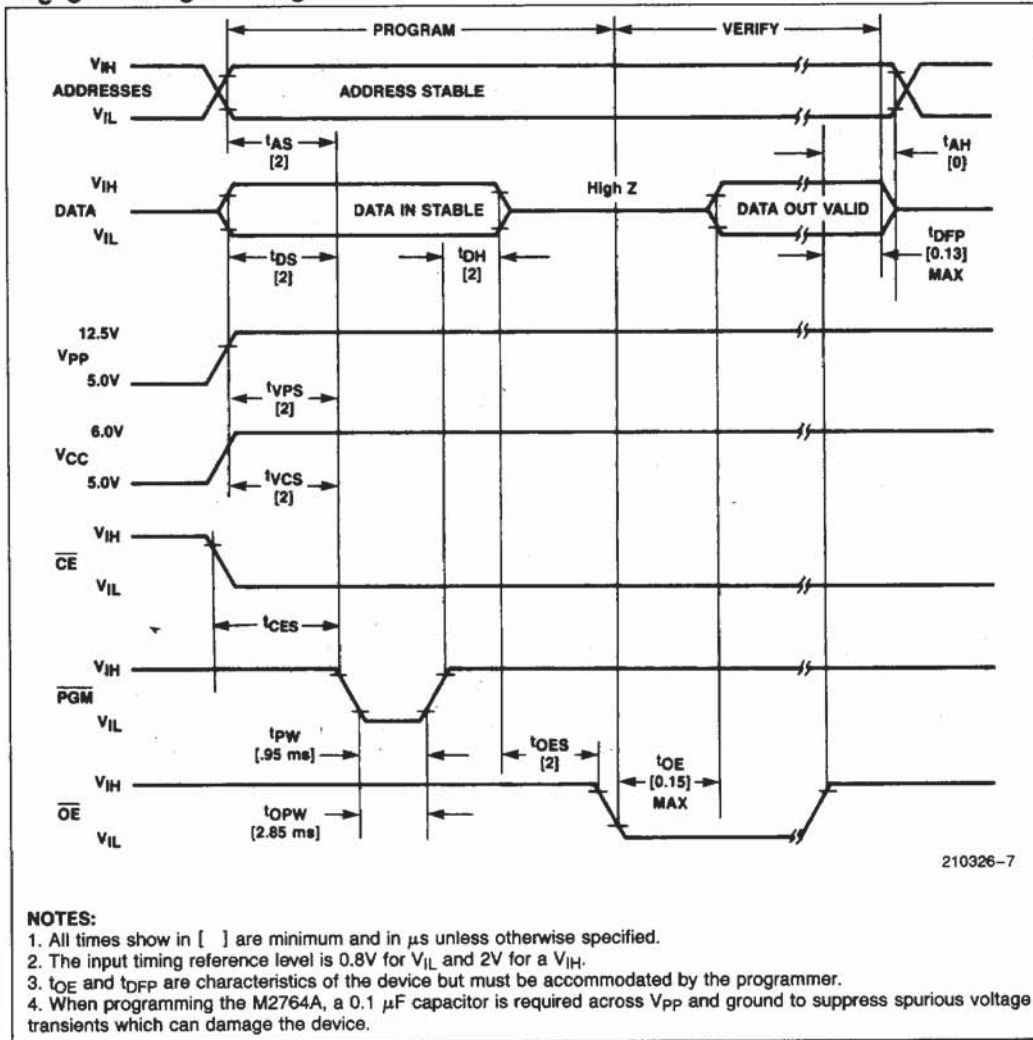 PROGRAM VERIFY
VIH
ADDRESSES ADDRESS STABLE
VIL
tAS
[2]
tAH
[0]
VIH
DATA DATA IN STABLE High Z DATA OUT VALID
VIL
tDS
[2]
tDH
[2]
tDFP
[0.13]
MAX
12.5V
VPP
5.0V
tVPS
[2]
6.0V
VCC
5.0V
tVCS
[2]
VIH
CE
VIL
tCES
VIH
PGM
VIL
tPW
[.95 ms]
tOES
[2]
tOE
[0.15]
MAX
VIH
OE
VIL
tOPW
[2.85 ms]
210326–7
NOTES:
1. All times show in [ ] are minimum and in μs unless otherwise specified.
2. The input timing reference level is 0.8V for VIL and 2V for a VIH.
3. tOE and tDFP are characteristics of the device but must be accommodated by the programmer.
4. When programming the M2764A, a 0.1 μF capacitor is required across VPP and ground to suppress spurious voltage
transients which can damage the device.